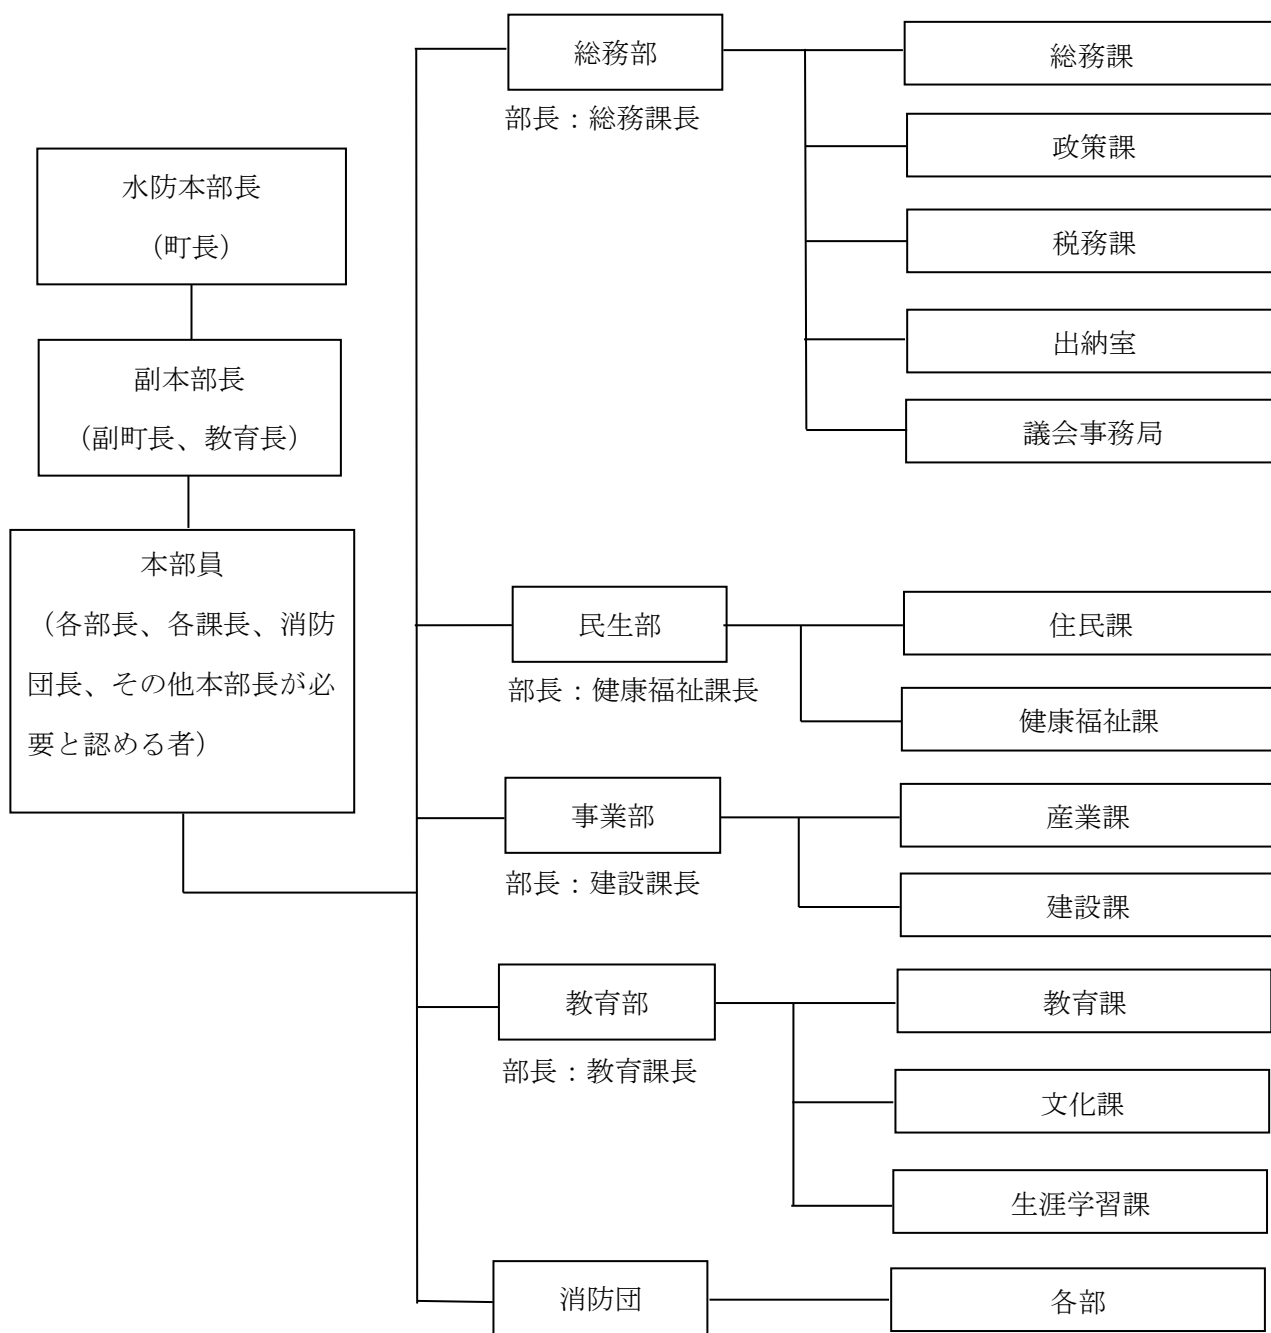 水防本部長
（町長）
副本部長
（副町長、教育長）
本部員
（各部長、各課長、消防
団長、その他本部長が必
要と認める者）
総務部
部長：総務課長
総務課
政策課
税務課
出納室
議会事務局
民生部
部長：健康福祉課長
住民課
健康福祉課
事業部
部長：建設課長
産業課
建設課
教育部
部長：教育課長
教育課
文化課
生涯学習課
消防団
各部